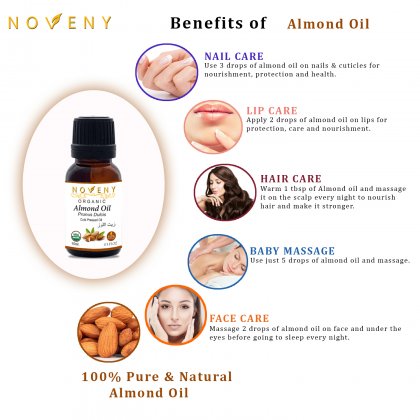 NOVENY
Benefits of Almond Oil
NAIL CARE
Use 3 drops of almond oil on nails & cuticles for
nourishment, protection and health.
LIP CARE
Apply 2 drops of almond oil on lips for
protection, care and nourishment.
HAIR CARE
Warm 1 tbsp of Almond oil and massage
it on the scalp every night to nourish
hair and make it stronger.
BABY MASSAGE
Use just 5 drops of almond oil and massage.
FACE CARE
Massage 2 drops of almond oil on face and under the
eyes before going to sleep every night.
NOVENY
ORGANIC
Almond Oil
Prunus Dulcis
Cold Pressed Oil
زيت اللوز
100% Pure & Natural
Almond Oil